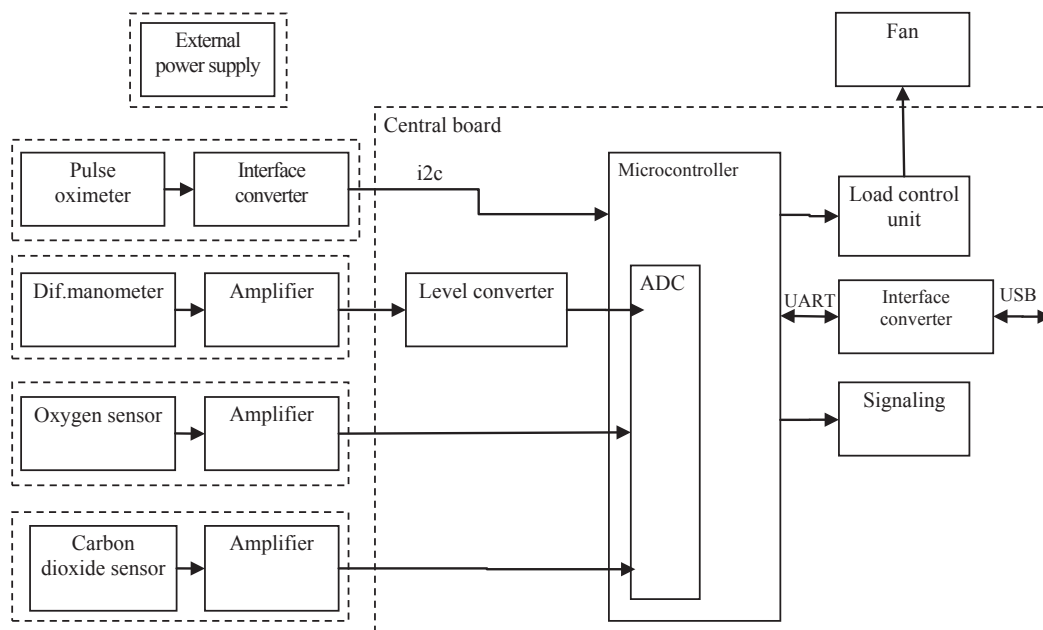 External
power supply
Fan
Central board
Pulse
oximeter
Interface
converter
i2c
Microcontroller
Load control
unit
Dif.manometer
Amplifier
Level converter
ADC
UART
Interface
converter
USB
Oxygen sensor
Amplifier
Signaling
Carbon
dioxide sensor
Amplifier